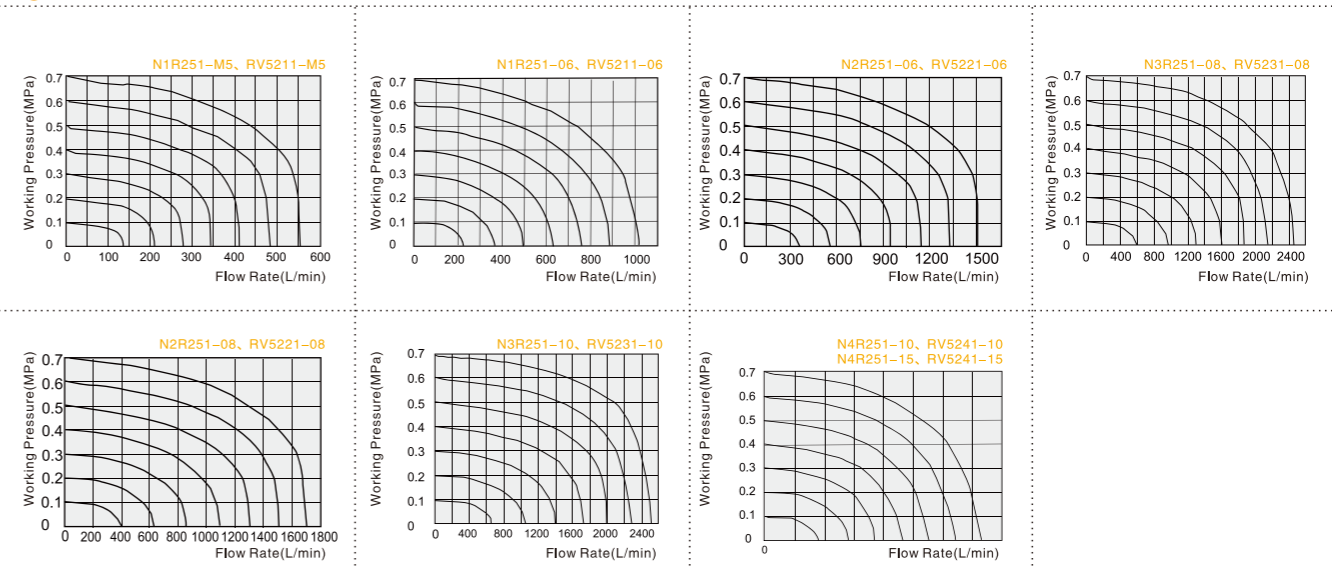 N1R251-M5、RV5211-M5
Working Pressure(MPa)
0.7
0.6
0.5
0.4
0.3
0.2
0.1
0
0 100 200 300 400 500 600
Flow Rate(L/min)
N1R251-06、RV5211-06
Working Pressure(MPa)
0.7
0.6
0.5
0.4
0.3
0.2
0.1
0
0 200 400 600 800 1000
Flow Rate(L/min)
N2R251-06、RV5221-06
Working Pressure(MPa)
0.7
0.6
0.5
0.4
0.3
0.2
0.1
0
0 300 600 900 1200 1500
Flow Rate(L/min)
N3R251-08、RV5231-08
Working Pressure(MPa)
0.7
0.6
0.5
0.4
0.3
0.2
0.1
0
0 400 800 1200 1600 2000 2400
Flow Rate(L/min)
N2R251-08、RV5221-08
Working Pressure(MPa)
0.7
0.6
0.5
0.4
0.3
0.2
0.1
0
0 200 400 600 800 1000 1200 1400 1600 1800
Flow Rate(L/min)
N3R251-10、RV5231-10
Working Pressure(MPa)
0.7
0.6
0.5
0.4
0.3
0.2
0.1
0
0 400 800 1200 1600 2000 2400
Flow Rate(L/min)
N4R251-10、RV5241-10
N4R251-15、RV5241-15
Working Pressure(MPa)
0.7
0.6
0.5
0.4
0.3
0.2
0.1
0
0
Flow Rate(L/min)